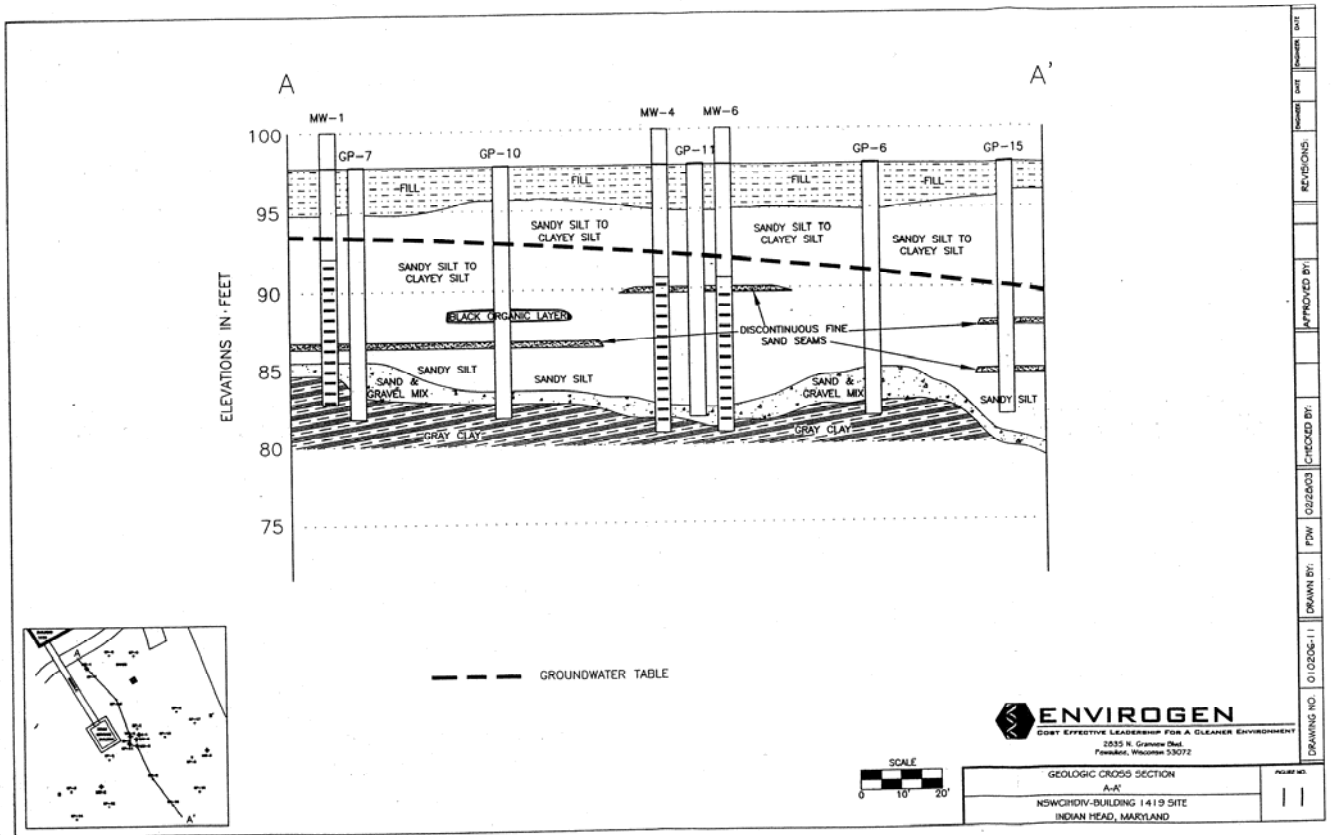 A
A'
MW-1
MW-4
MW-6
GP-7
GP-10
GP-11
GP-6
GP-15
100
95
90
85
80
75
ELEVATIONS IN FEET
FILL
FILL
FILL
FILL
SANDY SILT TO
CLAYEY SILT
SANDY SILT TO
CLAYEY SILT
SANDY SILT TO
CLAYEY SILT
SANDY SILT TO
CLAYEY SILT
BLACK ORGANIC LAYER
DISCONTINUOUS FINE
SAND SEAMS
SANDY SILT
SANDY SILT
SAND &
GRAVEL MIX
SAND &
GRAVEL MIX
SANDY SILT
GRAY CLAY
GRAY CLAY
GROUNDWATER TABLE
A
A'
SCALE
0 10' 20'
ENVIROGEN
COST EFFECTIVE LEADERSHIP FOR A CLEANER ENVIRONMENT
2835 N. Grandview Blvd.
Pewaukee, Wisconsin 53072
GEOLOGIC CROSS SECTION
A-A'
NSWCIHDIV-BUILDING 1419 SITE
INDIAN HEAD, MARYLAND
FIGURE NO.
11
DRAWING NO. 010206-11
DRAWN BY: PDW 02/28/03
CHECKED BY:
APPROVED BY:
REVISIONS:
ENGINEER DATE
ENGINEER DATE